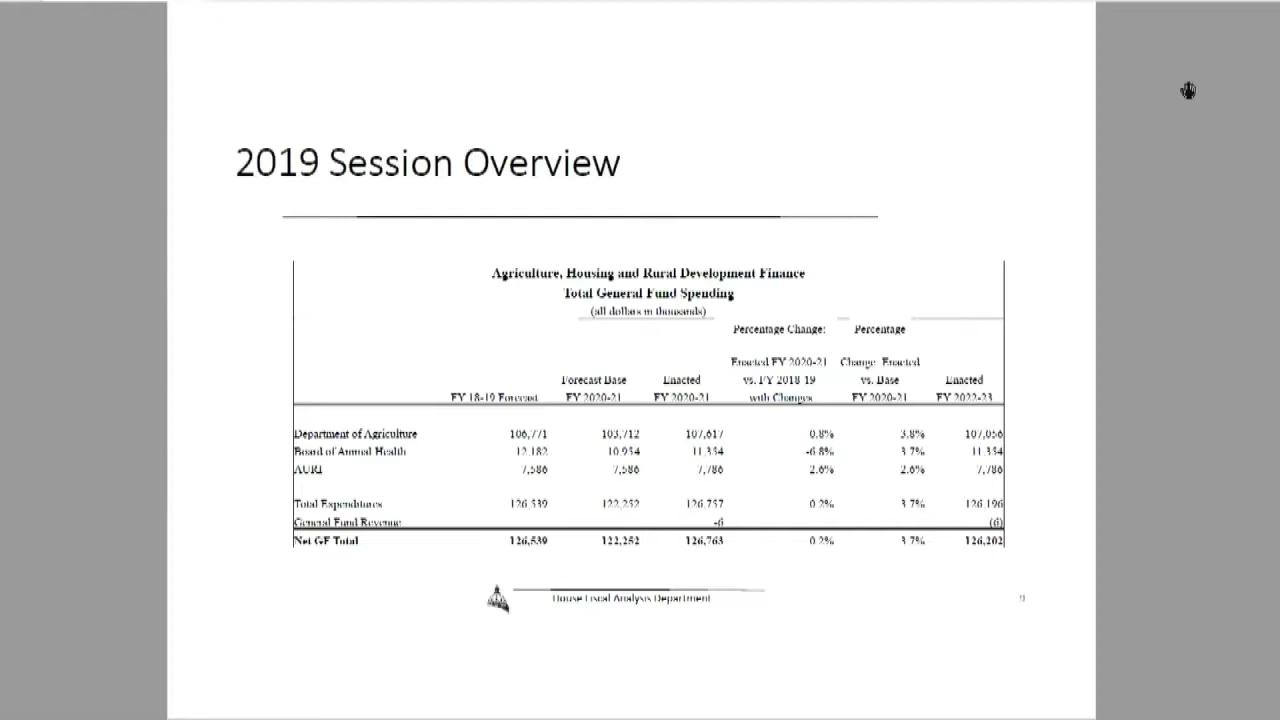 2019 Session Overview
Agriculture, Housing and Rural Development Finance
Total General Fund Spending
(all dollars in thousands)
Percentage Change: Percentage
Enacted FY 2020-21 Change: Enacted
Forecast Base Enacted vs. FY 2018-19 vs. Base Enacted
FY 18-19 Forecast FY 2020-21 FY 2020-21 with Changes FY 2020-21 FY 2022-23
Department of Agriculture 106,771 103,712 107,617 0.8% 3.8% 107,056
Board of Animal Health 12,182 10,954 11,354 -6.8% 3.7% 11,354
AURI 7,586 7,586 7,786 2.6% 2.6% 7,786
Total Expenditures 126,539 122,252 126,757 0.2% 3.7% 126,196
General Fund Revenue -6 (6)
Net GF Total 126,539 122,252 126,763 0.2% 3.7% 126,202
House Fiscal Analysis Department